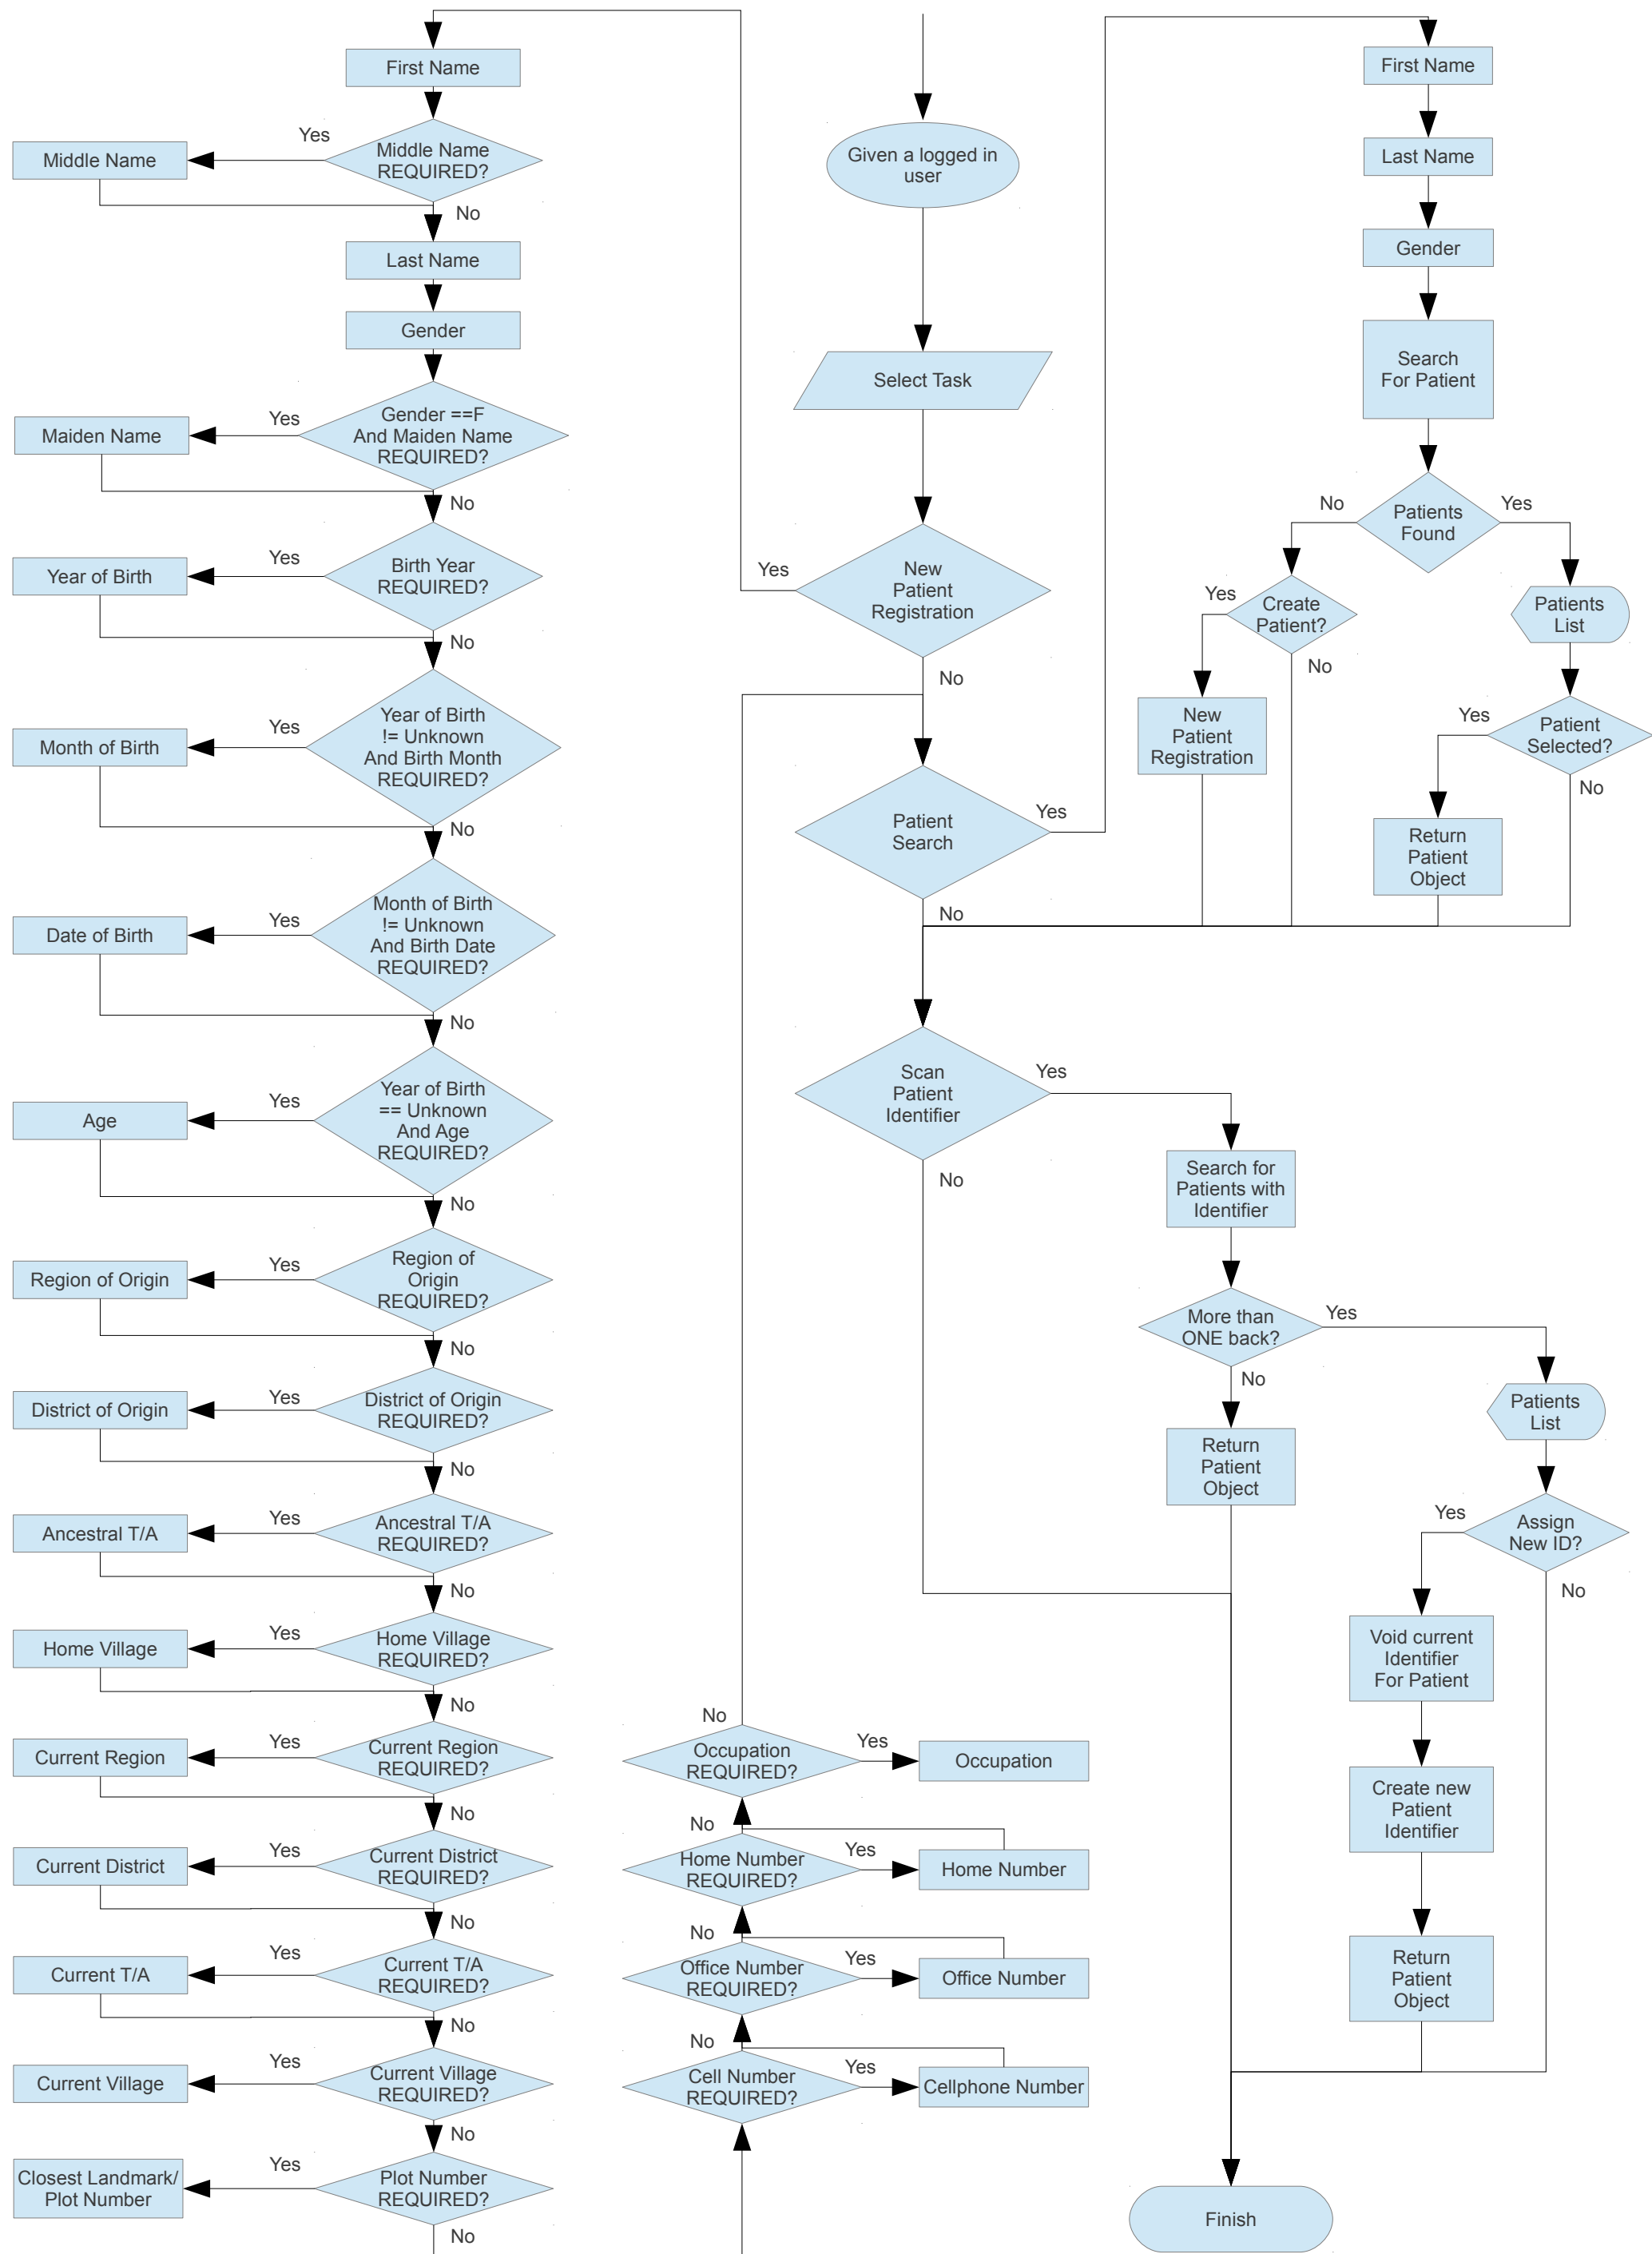 First Name
Yes
Middle Name
REQUIRED?
Middle Name
No
Last Name
Gender
Yes
Gender ==F
And Maiden Name
REQUIRED?
Maiden Name
No
Yes
Birth Year
REQUIRED?
Year of Birth
No
Yes
Year of Birth
!= Unknown
And Birth Month
REQUIRED?
Month of Birth
No
Yes
Month of Birth
!= Unknown
And Birth Date
REQUIRED?
Date of Birth
No
Yes
Year of Birth
== Unknown
And Age
REQUIRED?
Age
No
Yes
Region of
Origin
REQUIRED?
Region of Origin
No
Yes
District of Origin
REQUIRED?
District of Origin
No
Yes
Ancestral T/A
REQUIRED?
Ancestral T/A
No
Yes
Home Village
REQUIRED?
Home Village
No
Yes
Current Region
REQUIRED?
Current Region
No
Yes
Current District
REQUIRED?
Current District
No
Yes
Current T/A
REQUIRED?
Current T/A
No
Yes
Current Village
REQUIRED?
Current Village
No
Yes
Plot Number
REQUIRED?
Closest Landmark/
Plot Number
No
Given a logged in
user
Select Task
Yes
New
Patient
Registration
No
Patient
Search
Yes
No
Scan
Patient
Identifier
Yes
No
No
Occupation
REQUIRED?
Yes
Occupation
No
Home Number
REQUIRED?
Yes
Home Number
No
Office Number
REQUIRED?
Yes
Office Number
No
Cell Number
REQUIRED?
Yes
Cellphone Number
First Name
Last Name
Gender
Search
For Patient
No
Patients
Found
Yes
Yes
Create
Patient?
No
New
Patient
Registration
Patients
List
Yes
Patient
Selected?
No
Return
Patient
Object
Search for
Patients with
Identifier
More than
ONE back?
Yes
No
Return
Patient
Object
Patients
List
Yes
Assign
New ID?
No
Void current
Identifier
For Patient
Create new
Patient
Identifier
Return
Patient
Object
Finish